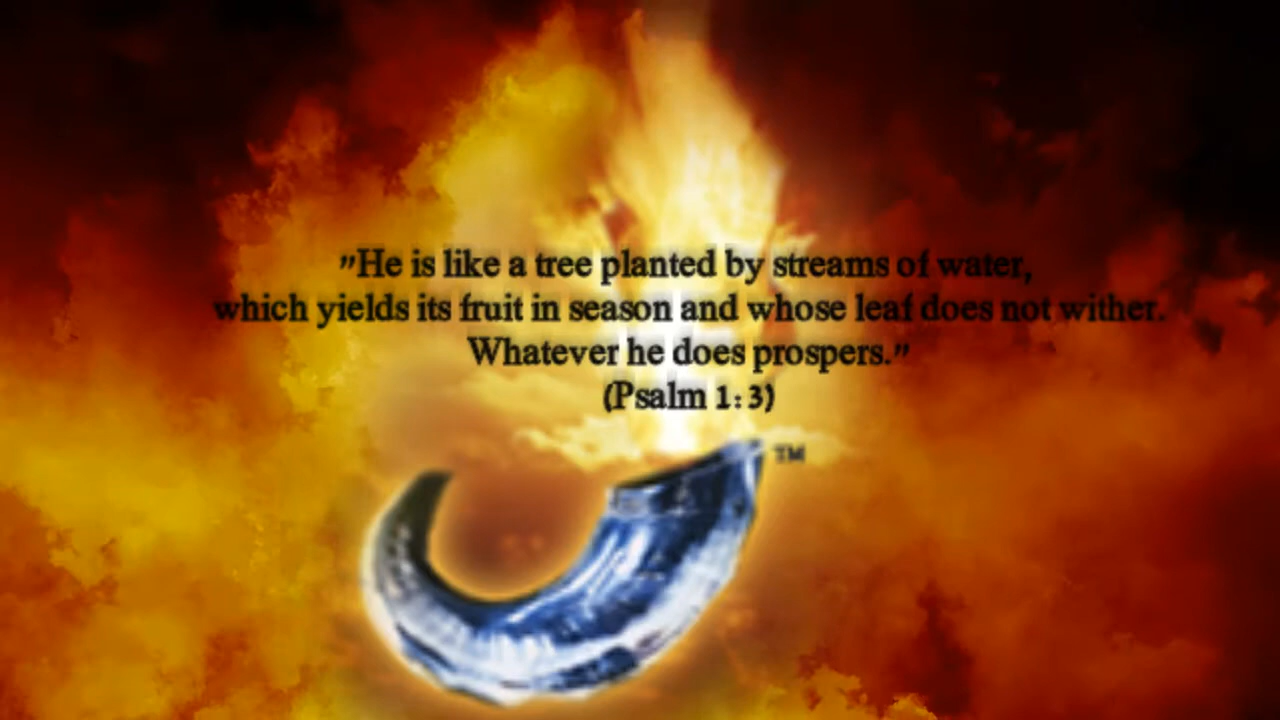 "He is like a tree planted by streams of water,
which yields its fruit in season and whose leaf does not wither.
Whatever he does prospers."
(Psalm 1:3)
TM